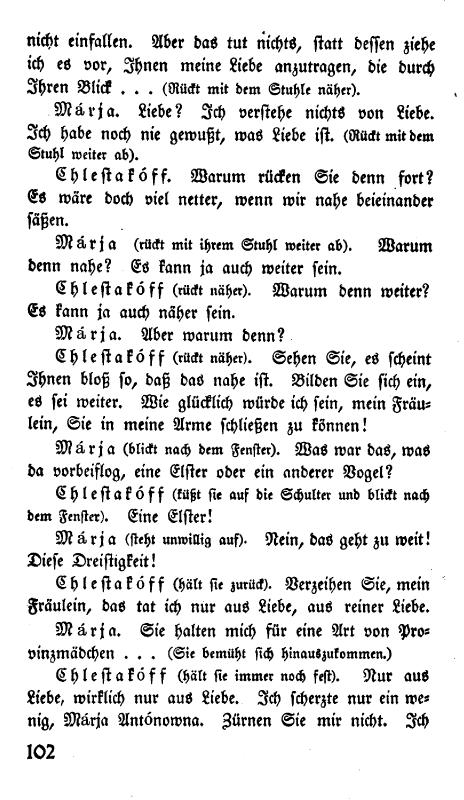 nicht einfallen. Aber das tut nichts, statt dessen ziehe
ich es vor, Ihnen meine Liebe anzutragen, die durch
Ihren Blick . . . (Rückt mit dem Stuhle näher).
Márja. Liebe? Ich verstehe nichts von Liebe.
Ich habe noch nie gewußt, was Liebe ist. (Rückt mit dem
Stuhl weiter ab).
Chlestakóff. Warum rücken Sie denn fort?
Es wäre doch viel netter, wenn wir nahe beieinander
säßen.
Márja (rückt mit ihrem Stuhl weiter ab). Warum
denn nahe? Es kann ja auch weiter sein.
Chlestakóff (rückt näher). Warum denn weiter?
Es kann ja auch näher sein.
Márja. Aber warum denn?
Chlestakóff (rückt näher). Sehen Sie, es scheint
Ihnen bloß so, daß das nahe ist. Bilden Sie sich ein,
es sei weiter. Wie glücklich würde ich sein, mein Fräu-
lein, Sie in meine Arme schließen zu können!
Márja (blickt nach dem Fenster). Was war das, was
da vorbeiflog, eine Elster oder ein anderer Vogel?
Chlestakóff (küßt sie auf die Schulter und blickt nach
dem Fenster). Eine Elster!
Márja (steht unwillig auf). Nein, das geht zu weit!
Diese Dreistigkeit!
Chlestakóff (hält sie zurück). Verzeihen Sie, mein
Fräulein, das tat ich nur aus Liebe, aus reiner Liebe.
Márja. Sie halten mich für eine Art von Pro-
vinzmädchen . . . (Sie bemüht sich hinauszukommen.)
Chlestakóff (hält sie immer noch fest). Nur aus
Liebe, wirklich nur aus Liebe. Ich scherzte nur ein we-
nig, Márja Antónowna. Zürnen Sie mir nicht. Ich
102